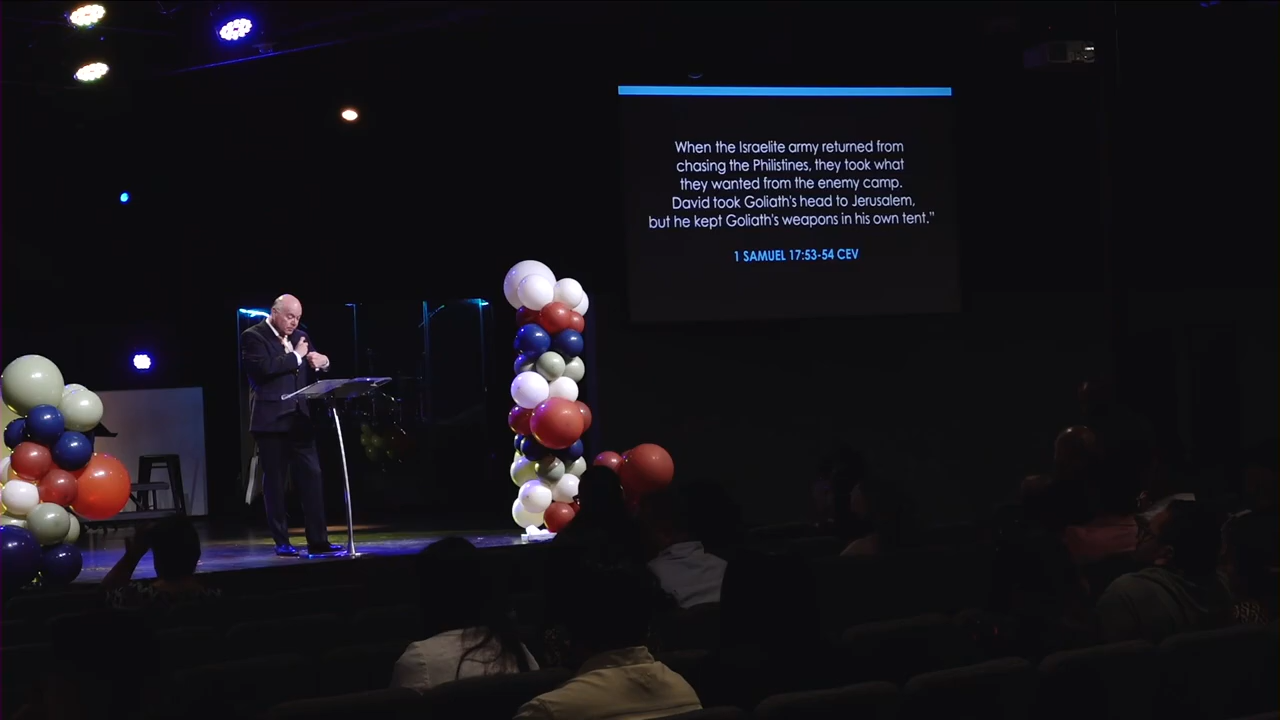 When the Israelite army returned from
chasing the Philistines, they took what
they wanted from the enemy camp.
David took Goliath's head to Jerusalem,
but he kept Goliath's weapons in his own tent."
1 SAMUEL 17:53-54 CEV